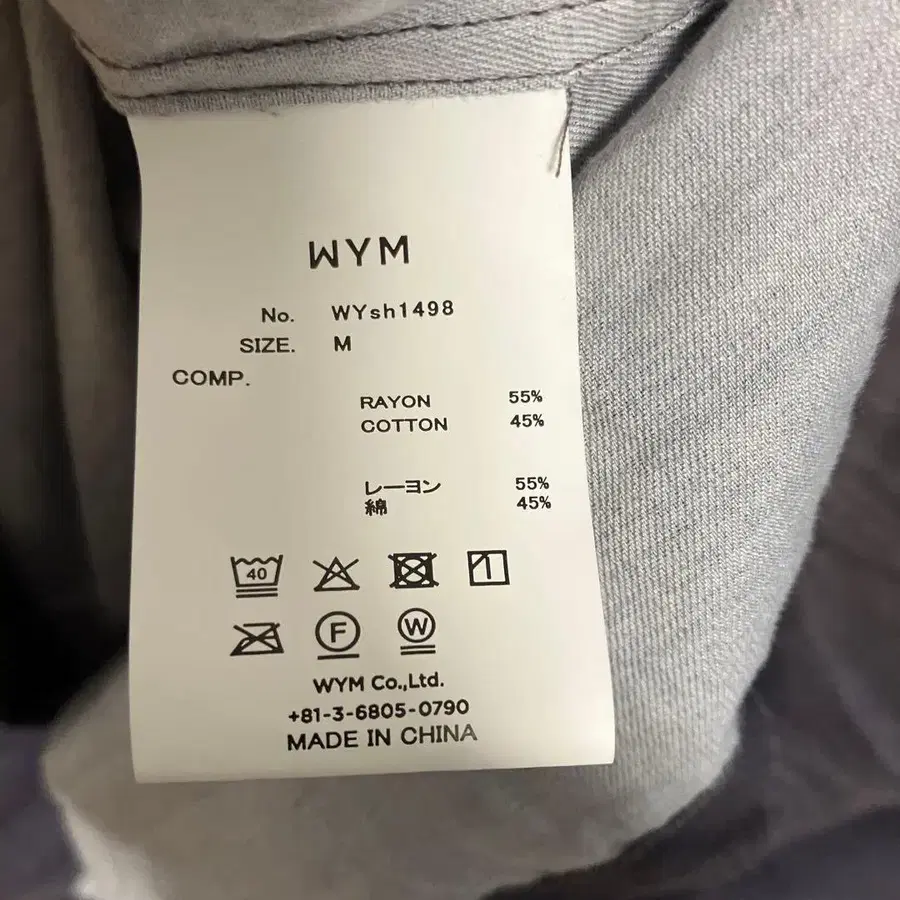 WYM
No. WYsh1498
SIZE. M
COMP.
RAYON 55%
COTTON 45%
レーヨン 55%
綿 45%
40
F W
WYM Co.,Ltd.
+81-3-6805-0790
MADE IN CHINA